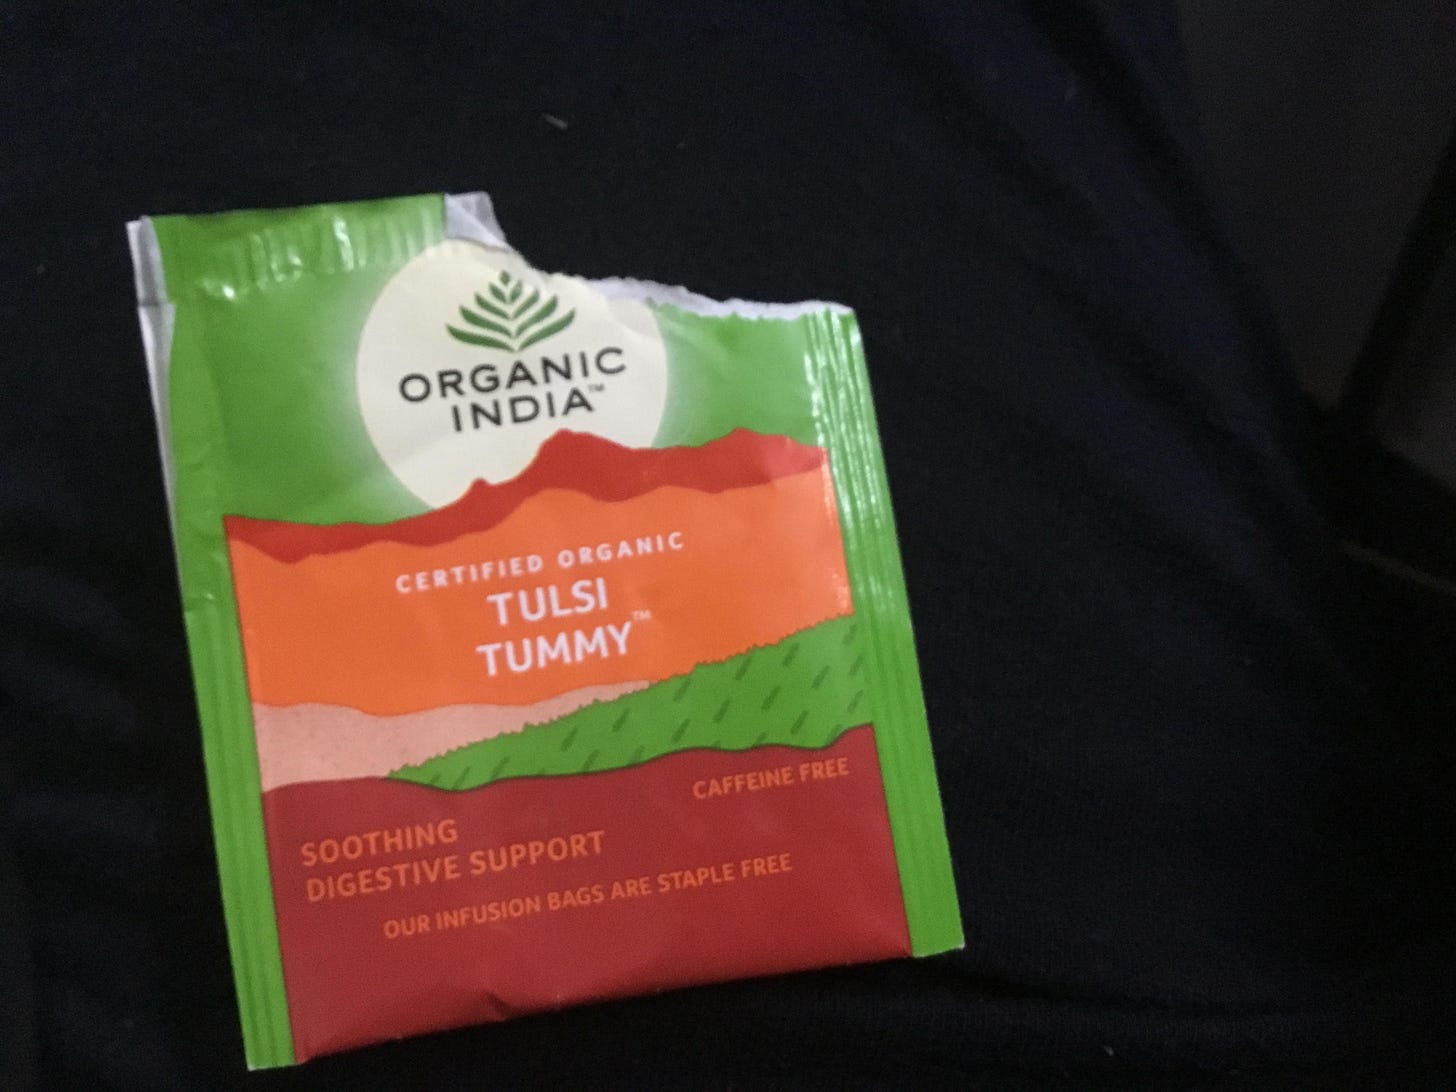 ORGANIC
INDIA™
CERTIFIED ORGANIC
TULSI
TUMMY™
CAFFEINE FREE
SOOTHING
DIGESTIVE SUPPORT
OUR INFUSION BAGS ARE STAPLE FREE